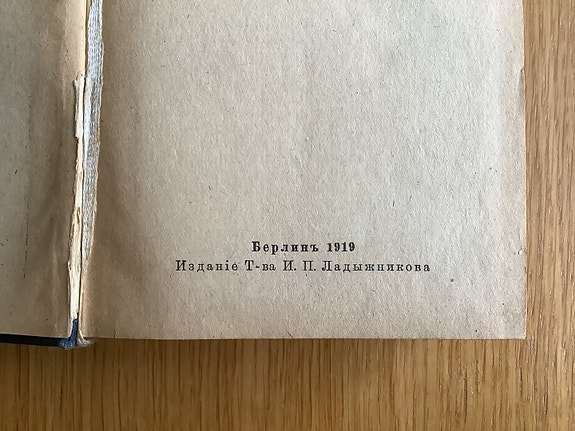 Берлинъ 1919
Изданіе Т-ва И. П. Ладыжникова